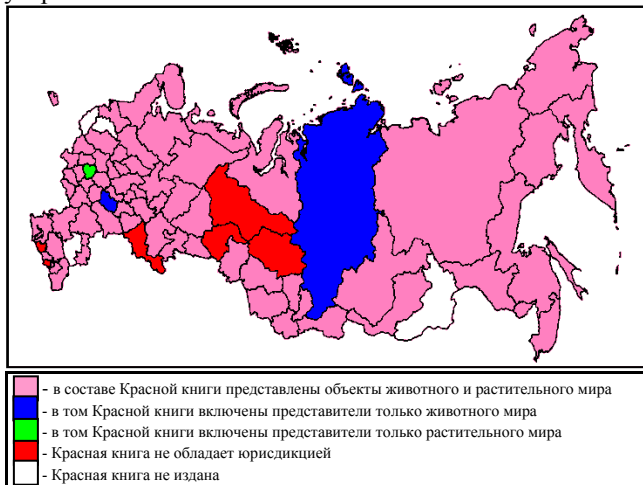 - в составе Красной книги представлены объекты животного и растительного мира
- в том Красной книги включены представители только животного мира
- в том Красной книги включены представители только растительного мира
- Красная книга не обладает юрисдикцией
- Красная книга не издана